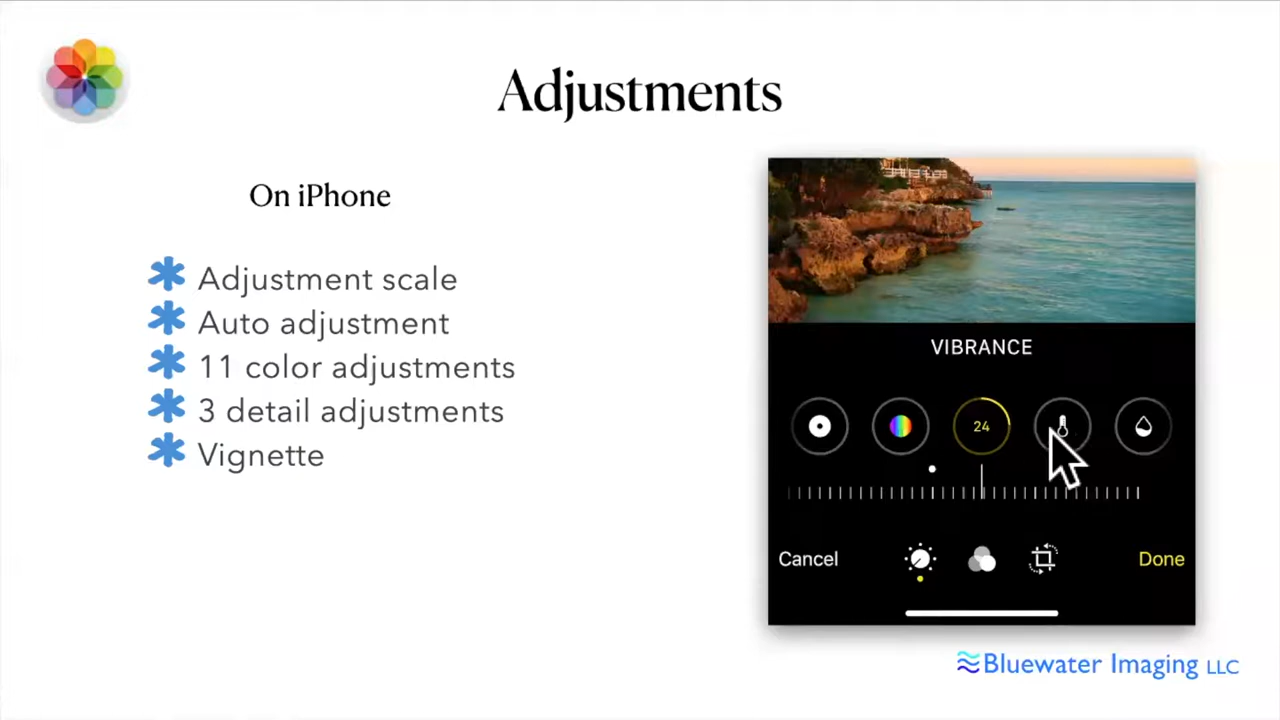 Adjustments
On iPhone
Adjustment scale
Auto adjustment
11 color adjustments
3 detail adjustments
Vignette
VIBRANCE
24
Cancel
Done
Bluewater Imaging LLC